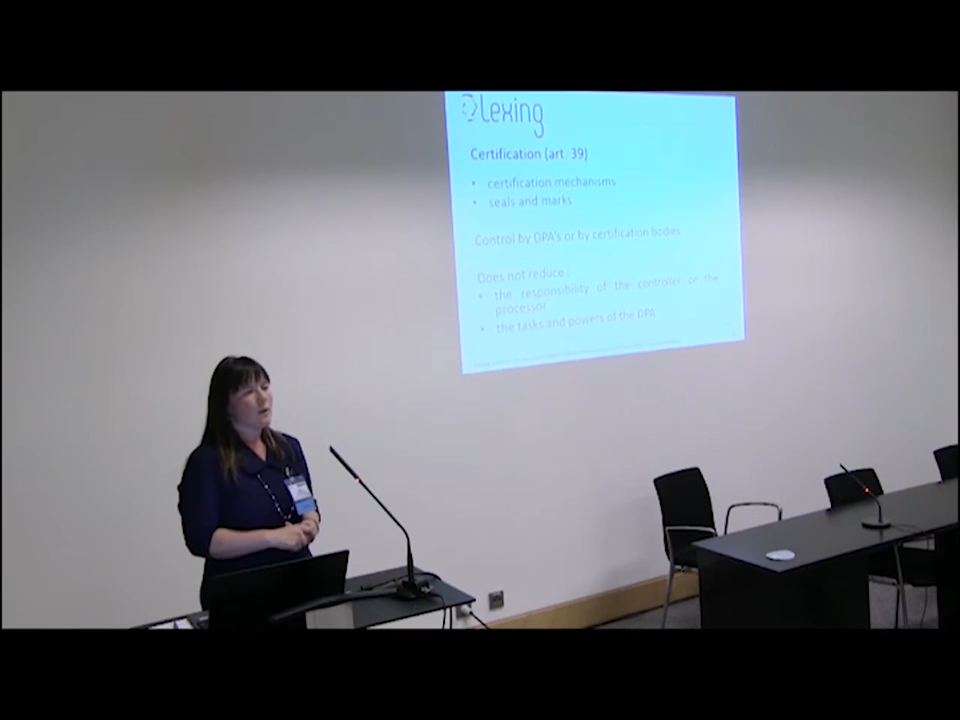 Lexing
Certification (art. 39)
• certification mechanisms
• seals and marks
Control by DPA's or by certification bodies
Does not reduce :
• the responsibility of the controller or the
processor
• the tasks and powers of the DPA